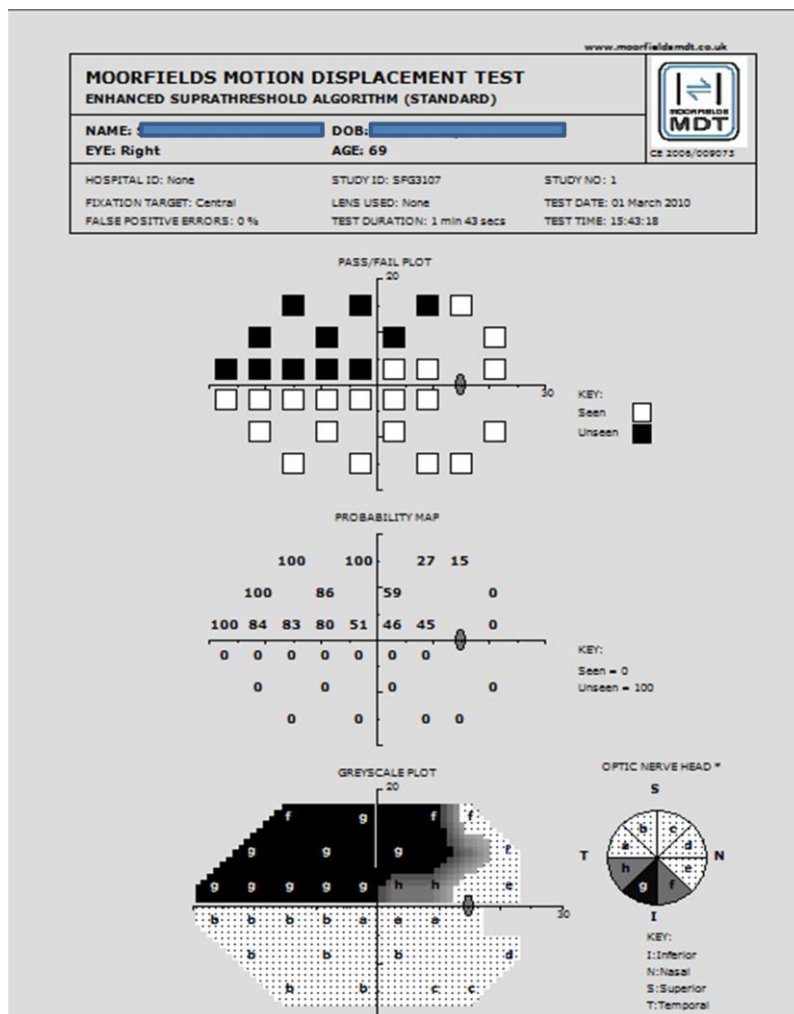 www.moorfieldsmdt.co.uk
MOORFIELDS MOTION DISPLACEMENT TEST
ENHANCED SUPRATHRESHOLD ALGORITHM (STANDARD)
MOORFIELDS
MDT
NAME: DOB:
EYE: Right AGE: 69
CE 2006/009073
HOSPITAL ID: None STUDY ID: SFG3107 STUDY NO: 1
FIXATION TARGET: Central LENS USED: None TEST DATE: 01 March 2010
FALSE POSITIVE ERRORS: 0 % TEST DURATION: 1 min 43 secs TEST TIME: 15:43:18
PASS/FAIL PLOT
20
30
KEY:
Seen
Unseen
PROBABILITY MAP
100 100 27 15
100 86 59 0
100 84 83 80 51 46 45 0
0 0 0 0 0 0 0
KEY:
Seen = 0
0 0 0 0
Unseen = 100
0 0 0 0
GREYSCALE PLOT
20
f g f f
g g g f
g g g g g h h e
30
b b b b a a a
b b b d
b b c c
OPTIC NERVE HEAD *
S
b c
a d
T N
h e
g f
I
KEY:
I:Inferior
N:Nasal
S:Superior
T:Temporal